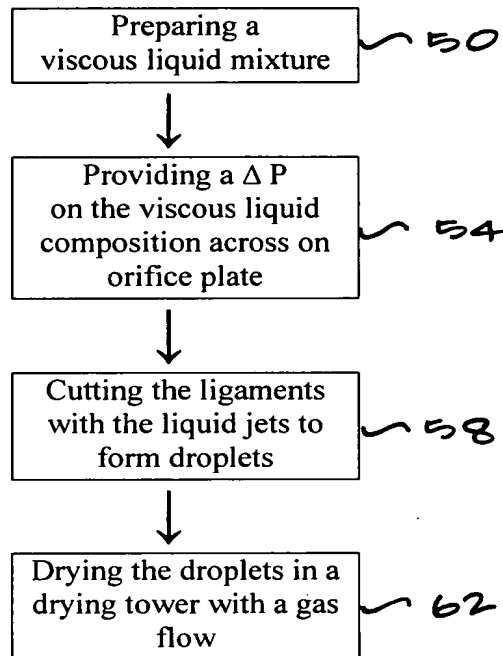 Preparing a
viscous liquid mixture
50
Providing a Δ P
on the viscous liquid
composition across on
orifice plate
54
Cutting the ligaments
with the liquid jets to
form droplets
58
Drying the droplets in a
drying tower with a gas
flow
62